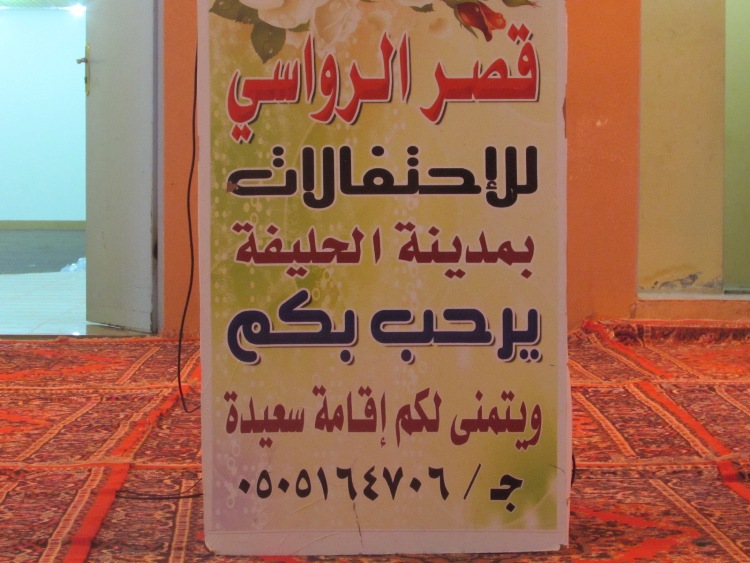 قصر الرواسي
للإحتفالات
بمدينة الحليفة
يرحب بكم
ويتمنى لكم إقامة سعيدة
جـ / ٠٥٠٥١٦٤٧٠٦